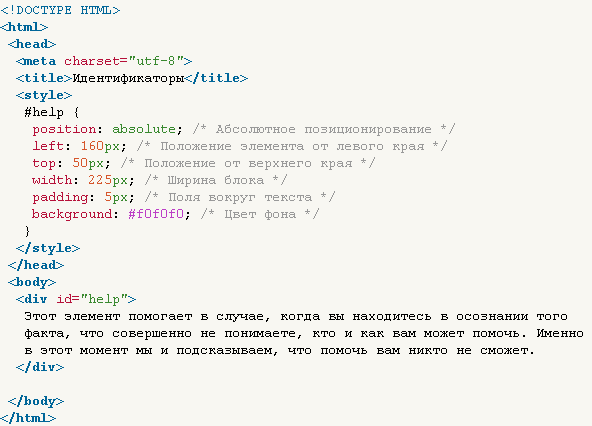 <!DOCTYPE HTML>
<html>
 <head>
  <meta charset="utf-8">
  <title>Идентификаторы</title>
  <style>
   #help {
    position: absolute; /* Абсолютное позиционирование */
    left: 160px; /* Положение элемента от левого края */
    top: 50px; /* Положение от верхнего края */
    width: 225px; /* Ширина блока */
    padding: 5px; /* Поля вокруг текста */
    background: #f0f0f0; /* Цвет фона */
   }
  </style>
 </head>
 <body>
  <div id="help">
   Этот элемент помогает в случае, когда вы находитесь в осознании того
   факта, что совершенно не понимаете, кто и как вам может помочь. Именно
   в этот момент мы и подсказываем, что помочь вам никто не сможет.
  </div>

 </body>
</html>